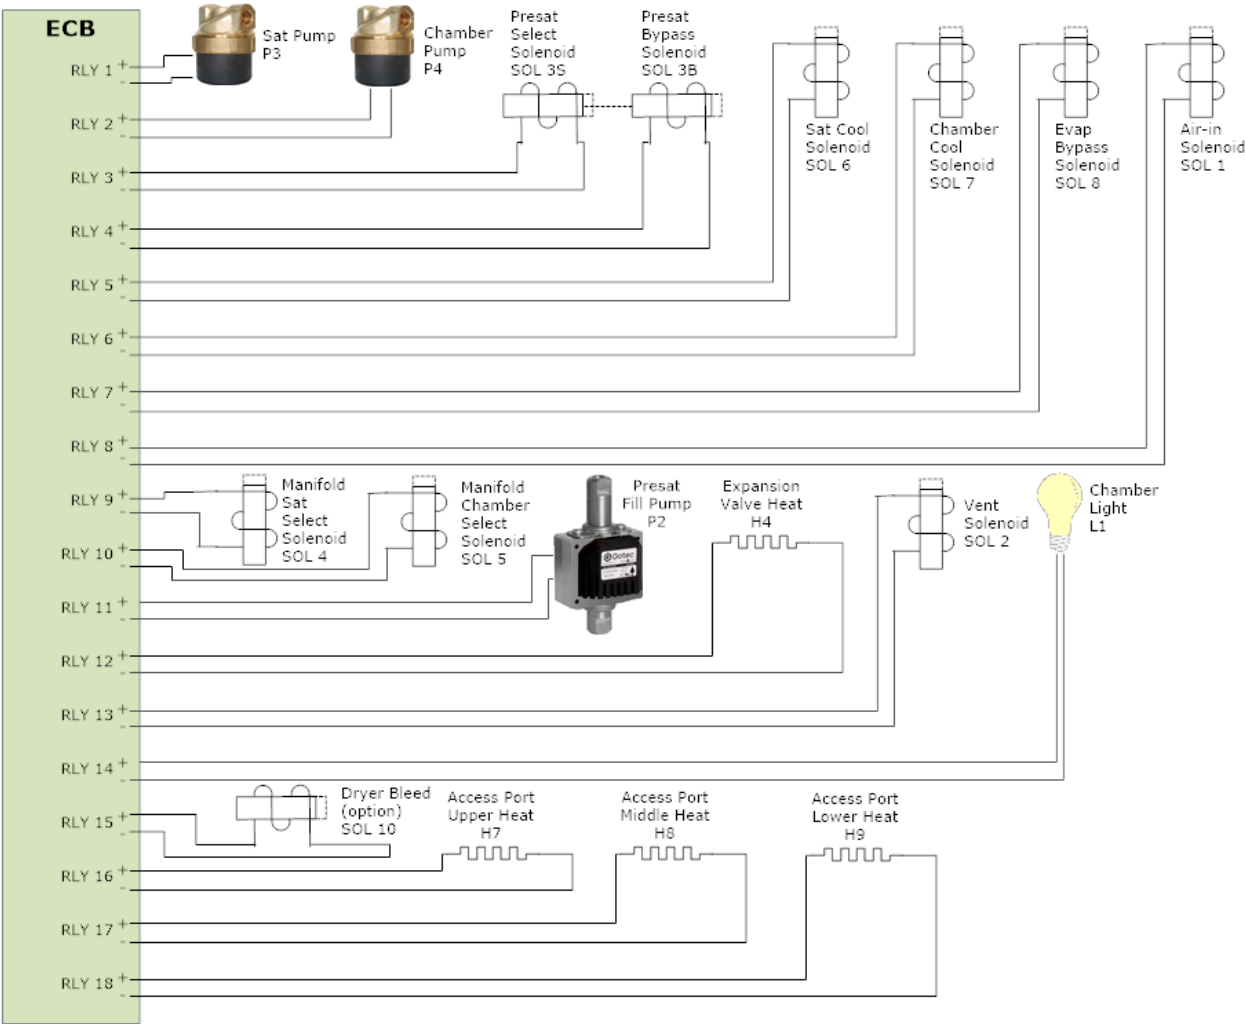 ECB
Sat Pump
P3
Chamber
Pump
P4
Presat
Select
Solenoid
SOL 3S
Presat
Bypass
Solenoid
SOL 3B
Sat Cool
Solenoid
SOL 6
Chamber
Cool
Solenoid
SOL 7
Evap
Bypass
Solenoid
SOL 8
Air-in
Solenoid
SOL 1
RLY 1 +
-
RLY 2 +
-
RLY 3 +
-
RLY 4 +
-
RLY 5 +
-
RLY 6 +
-
RLY 7 +
-
RLY 8 +
-
RLY 9 +
-
RLY 10 +
-
RLY 11 +
-
RLY 12 +
-
RLY 13 +
-
RLY 14 +
-
RLY 15 +
-
RLY 16 +
-
RLY 17 +
-
RLY 18 +
-
Manifold
Sat
Select
Solenoid
SOL 4
Manifold
Chamber
Select
Solenoid
SOL 5
Presat
Fill Pump
P2
Gotec
Expansion
Valve Heat
H4
Vent
Solenoid
SOL 2
Chamber
Light
L1
Dryer Bleed
(option)
SOL 10
Access Port
Upper Heat
H7
Access Port
Middle Heat
H8
Access Port
Lower Heat
H9